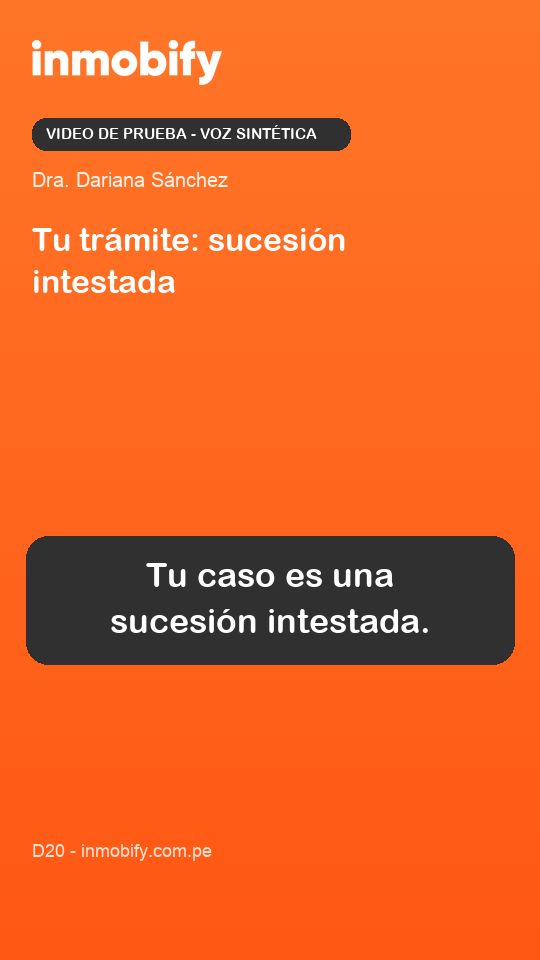 inmobify
VIDEO DE PRUEBA - VOZ SINTÉTICA
Dra. Dariana Sánchez
Tu trámite: sucesión
intestada
Tu caso es una
sucesión intestada.
D20 - inmobify.com.pe